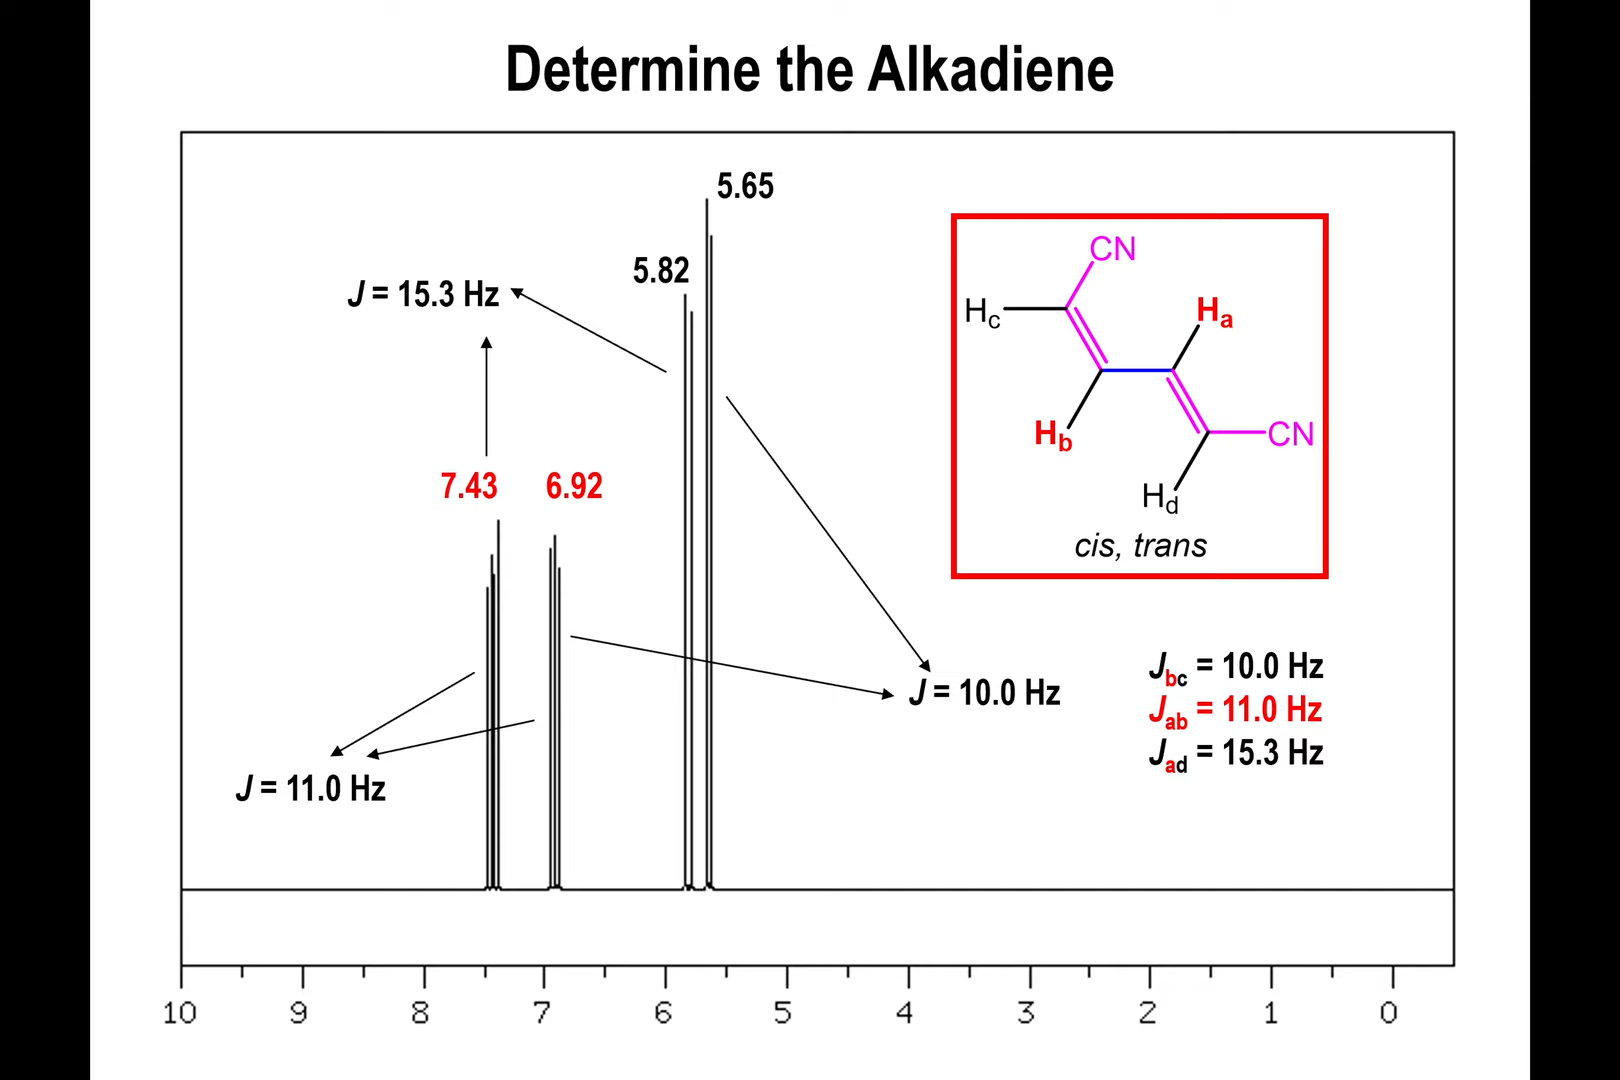 Determine the Alkadiene
5.65
5.82
J = 15.3 Hz
7.43
6.92
CN
Hc
Ha
Hb
CN
Hd
cis, trans
J = 10.0 Hz
J = 11.0 Hz
Jbc = 10.0 Hz
Jab = 11.0 Hz
Jad = 15.3 Hz
10 9 8 7 6 5 4 3 2 1 0